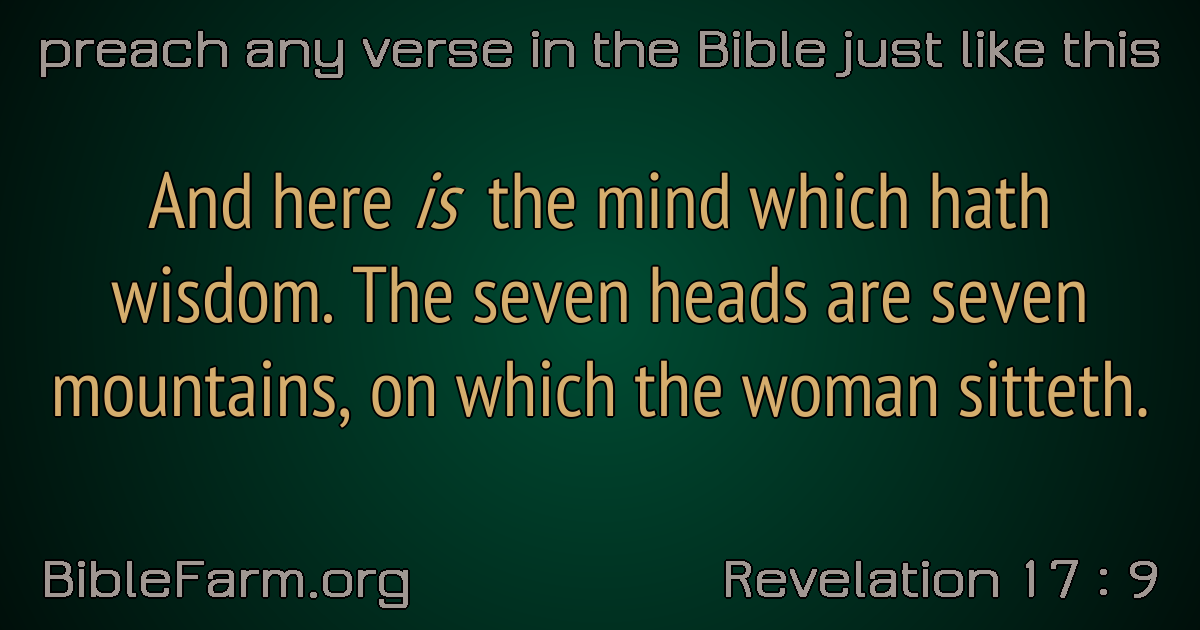 preach any verse in the Bible just like this
And here is the mind which hath
wisdom. The seven heads are seven
mountains, on which the woman sitteth.
BibleFarm.org
Revelation 17 : 9